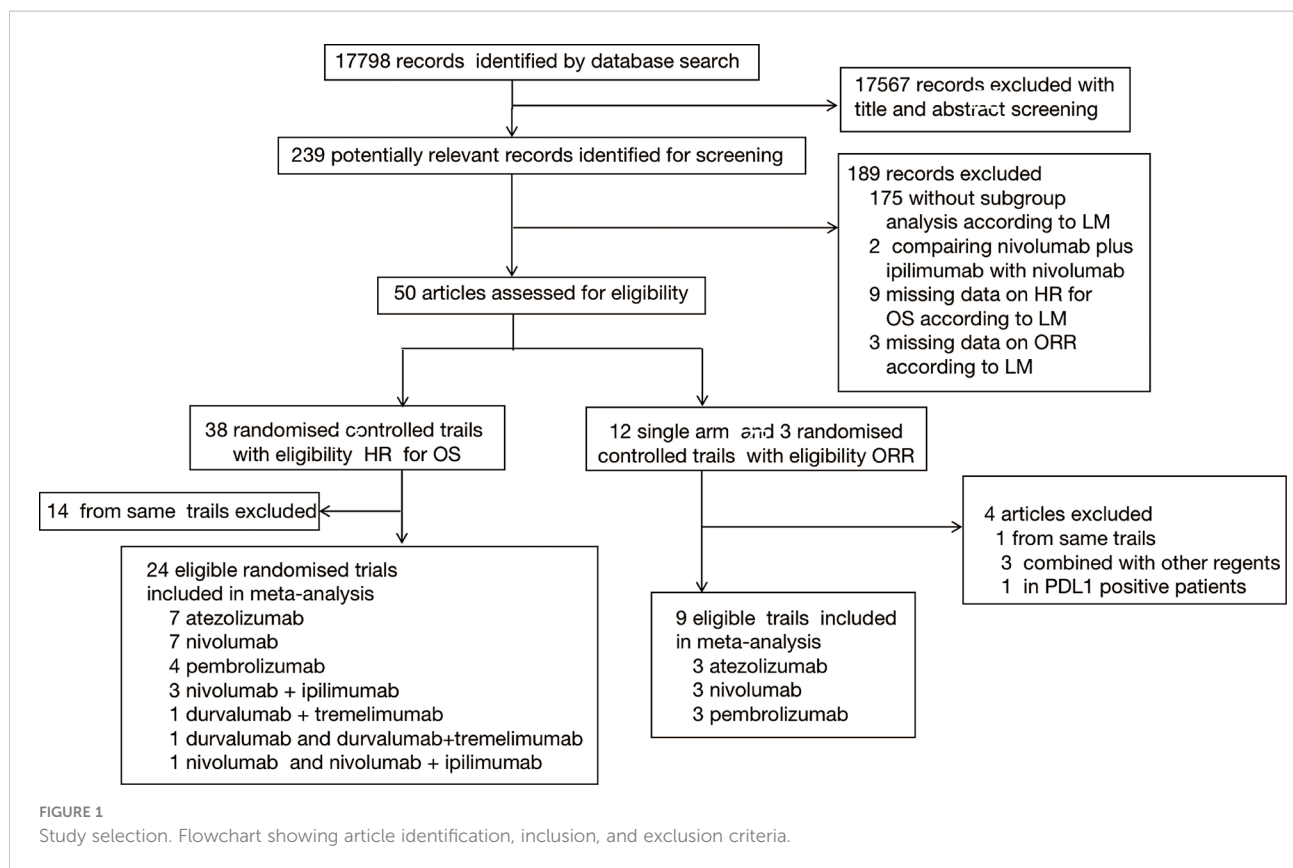 17798 records identified by database search
17567 records excluded with
title and abstract screening
239 potentially relevant records identified for screening
189 records excluded
175 without subgroup
analysis according to LM
2 compairing nivolumab plus
ipilimumab with nivolumab
9 missing data on HR for
OS according to LM
3 missing data on ORR
according to LM
50 articles assessed for eligibility
38 randomised controlled trails
with eligibility HR for OS
12 single arm and 3 randomised
controlled trails with eligibility ORR
14 from same trails excluded
4 articles excluded
1 from same trails
3 combined with other regents
1 in PDL1 positive patients
24 eligible randomised trials
included in meta-analysis
7 atezolizumab
7 nivolumab
4 pembrolizumab
3 nivolumab + ipilimumab
1 durvalumab + tremelimumab
1 durvalumab and durvalumab+tremelimumab
1 nivolumab and nivolumab + ipilimumab
9 eligible trails included
in meta-analysis
3 atezolizumab
3 nivolumab
3 pembrolizumab
FIGURE 1
Study selection. Flowchart showing article identification, inclusion, and exclusion criteria.